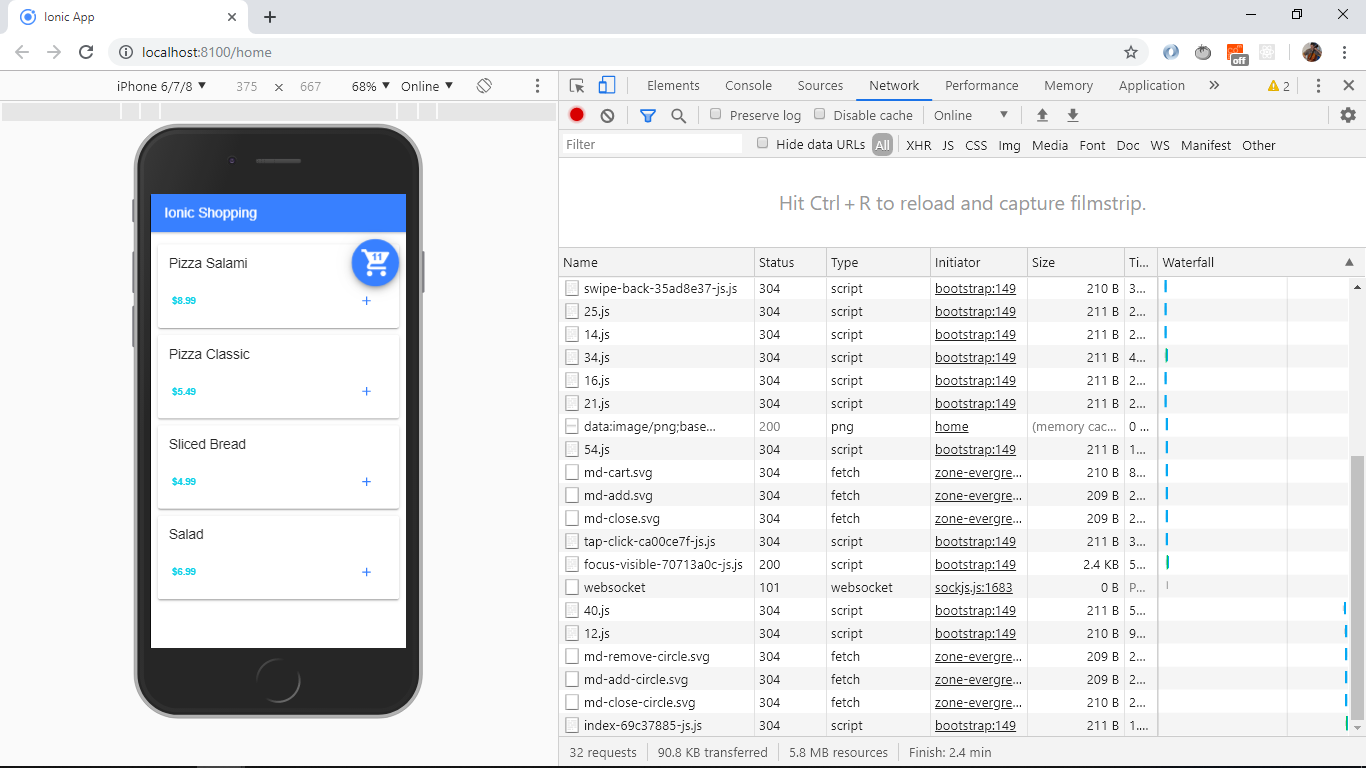 Ionic App
localhost:8100/home
off
iPhone 6/7/8 375 × 667 68% Online
Elements Console Sources Network Performance Memory Application 2
Preserve log Disable cache Online
Filter Hide data URLs All XHR JS CSS Img Media Font Doc WS Manifest Other
Hit Ctrl + R to reload and capture filmstrip.
Ionic Shopping
11
Pizza Salami
$8.99
+
Pizza Classic
$5.49
+
Sliced Bread
$4.99
+
Salad
$6.99
+
Name Status Type Initiator Size Ti... Waterfall
swipe-back-35ad8e37-js.js 304 script bootstrap:149 210 B 3...
25.js 304 script bootstrap:149 211 B 2...
14.js 304 script bootstrap:149 211 B 2...
34.js 304 script bootstrap:149 211 B 4...
16.js 304 script bootstrap:149 211 B 2...
21.js 304 script bootstrap:149 211 B 2...
data:image/png;base... 200 png home (memory cac... 0 ...
54.js 304 script bootstrap:149 211 B 1...
md-cart.svg 304 fetch zone-evergre... 210 B 8...
md-add.svg 304 fetch zone-evergre... 209 B 2...
md-close.svg 304 fetch zone-evergre... 209 B 2...
tap-click-ca00ce7f-js.js 304 script bootstrap:149 211 B 3...
focus-visible-70713a0c-js.js 200 script bootstrap:149 2.4 KB 5...
websocket 101 websocket sockjs.js:1683 0 B P...
40.js 304 script bootstrap:149 211 B 5...
12.js 304 script bootstrap:149 210 B 9...
md-remove-circle.svg 304 fetch zone-evergre... 209 B 2...
md-add-circle.svg 304 fetch zone-evergre... 209 B 2...
md-close-circle.svg 304 fetch zone-evergre... 210 B 2...
index-69c37885-js.js 304 script bootstrap:149 211 B 1....
32 requests 90.8 KB transferred 5.8 MB resources Finish: 2.4 min